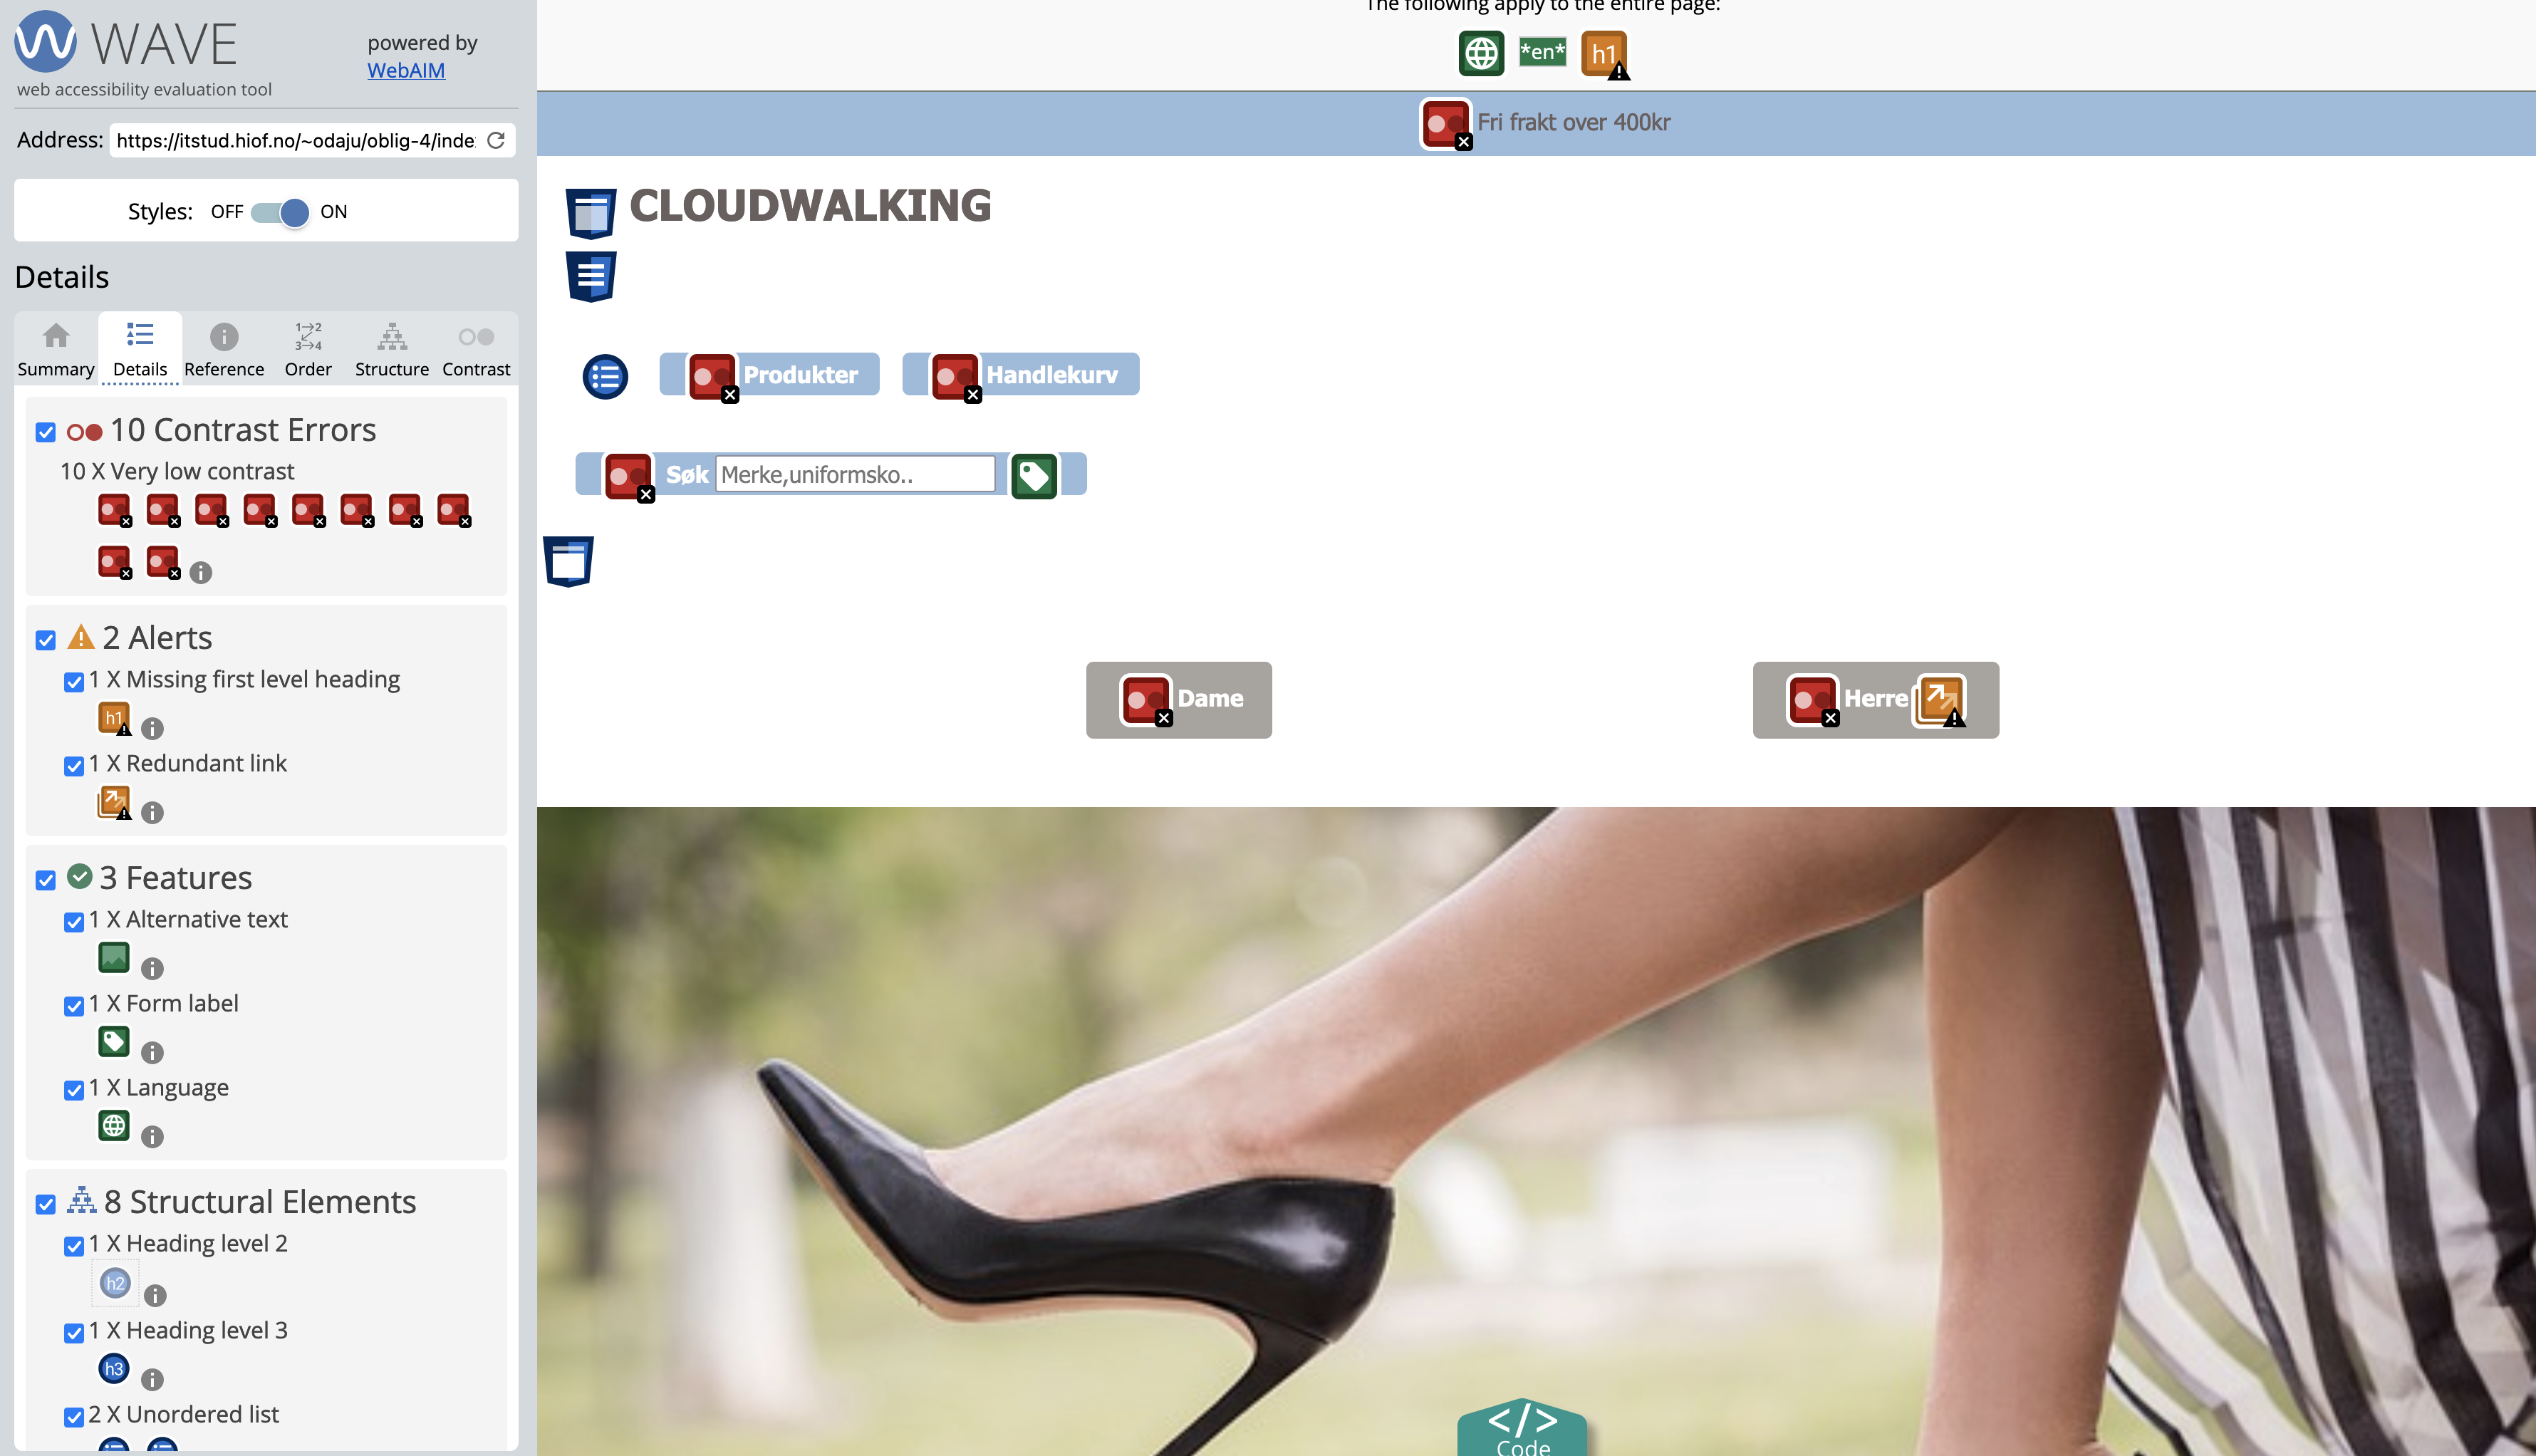 WAVE
powered by
WebAIM
web accessibility evaluation tool
Address: https://itstud.hiof.no/~odaju/oblig-4/inde
Styles: OFF ON
Details
1 2
3 4
Summary Details Reference Order Structure Contrast
10 Contrast Errors
10 X Very low contrast
2 Alerts
1 X Missing first level heading
h1
1 X Redundant link
3 Features
1 X Alternative text
1 X Form label
1 X Language
8 Structural Elements
1 X Heading level 2
h2
1 X Heading level 3
h3
2 X Unordered list
The following apply to the entire page:
*en* h1
Fri frakt over 400kr
CLOUDWALKING
Produkter Handlekurv
Søk Merke,uniformsko..
Dame Herre
</>
Code